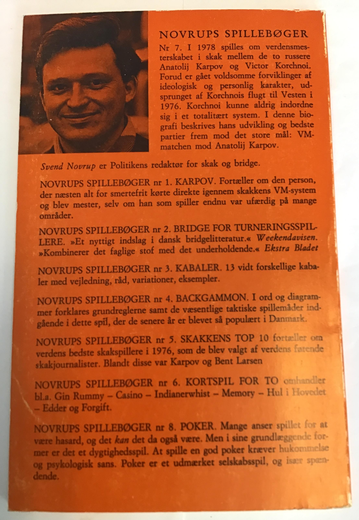 NOVRUPS SPILLEBØGER
Nr 7. I 1978 spilles om verdensmes-
terskabet i skak mellem de to russere
Anatolij Karpov og Victor Korchnoi.
Forud er gået voldsomme forviklinger af
ideologisk og personlig karakter, ud-
sprunget af Korchnois flugt til Vesten i
1976. Korchnoi kunne aldrig indordne
sig i et totalitært system. I denne bio-
grafi beskrives hans udvikling og bedste
partier frem mod det store mål: VM-
matchen mod Anatolij Karpov.
Svend Novrup er Politikens redaktør for skak og bridge.
NOVRUPS SPILLEBØGER nr 1. KARPOV. Fortæller om den person,
der næsten alt for smertefrit kørte direkte igennem skakkens VM-system
og blev mester, selv om han som spiller endnu var ufærdig på mange
områder.
NOVRUPS SPILLEBØGER nr 2. BRIDGE FOR TURNERINGSSPIL-
LERE. »Et nyttigt indslag i dansk bridgelitteratur.« Weekendavisen.
»Kombinerer det faglige stof med det underholdende.« Ekstra Bladet
NOVRUPS SPILLEBØGER nr 3. KABALER. 13 vidt forskellige kaba-
ler med vejledning, råd, variationer, eksempler.
NOVRUPS SPILLEBØGER nr 4. BACKGAMMON. I ord og diagram-
mer forklares grundreglerne samt de væsentlige taktiske spillemåder ind-
gående i dette spil, der de senere år er blevet så populært i Danmark.
NOVRUPS SPILLEBØGER nr 5. SKAKKENS TOP 10 fortæller om
verdens bedste skakspillere i 1976, som de blev valgt af verdens førende
skakjournalister. Blandt disse var Karpov og Bent Larsen
NOVRUPS SPILLEBØGER nr 6. KORTSPIL FOR TO omhandler
bl.a. Gin Rummy – Casino – Indianerwhist – Memory – Hul i Hovedet
– Edder og Forgift.
NOVRUPS SPILLEBØGER nr 8. POKER. Mange anser spillet for at
være hasard, og det kan det da også være. Men i sine grundlæggende for-
mer er det et dygtighedsspil. At spille en god poker kræver hukommelse
og psykologisk sans. Poker er et udmærket selskabsspil, og især spæn-
dende.